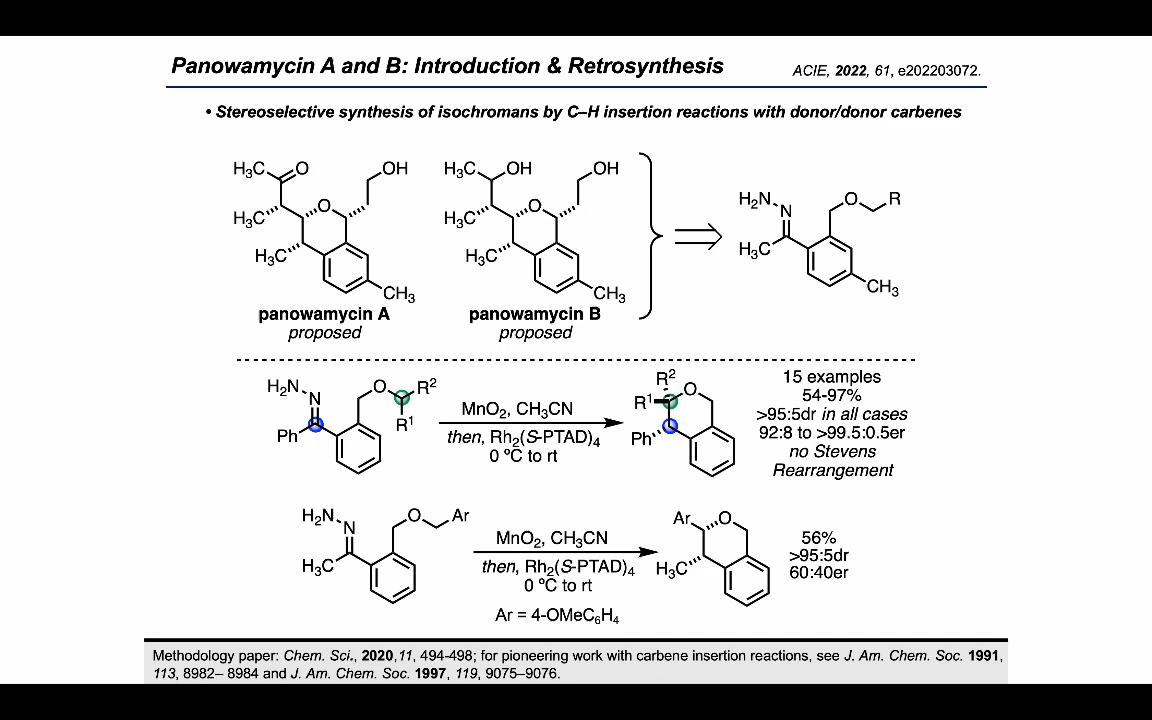 Panowamycin A and B: Introduction & Retrosynthesis
ACIE, 2022, 61, e202203072.
• Stereoselective synthesis of isochromans by C–H insertion reactions with donor/donor carbenes
H₃C O OH
O
H₃C
H₃C
CH₃
panowamycin A
proposed
H₃C OH OH
O
H₃C
H₃C
CH₃
panowamycin B
proposed
H₂N N O R
H₃C
CH₃
H₂N N O R²
R¹
Ph
MnO₂, CH₃CN
then, Rh₂(S-PTAD)₄
0 ºC to rt
R² O
R¹
Ph
15 examples
54-97%
>95:5dr in all cases
92:8 to >99.5:0.5er
no Stevens
Rearrangement
H₂N N O Ar
H₃C
MnO₂, CH₃CN
then, Rh₂(S-PTAD)₄
0 ºC to rt
Ar = 4-OMeC₆H₄
Ar O
H₃C
56%
>95:5dr
60:40er
Methodology paper: Chem. Sci., 2020,11, 494-498; for pioneering work with carbene insertion reactions, see J. Am. Chem. Soc. 1991,
113, 8982– 8984 and J. Am. Chem. Soc. 1997, 119, 9075–9076.